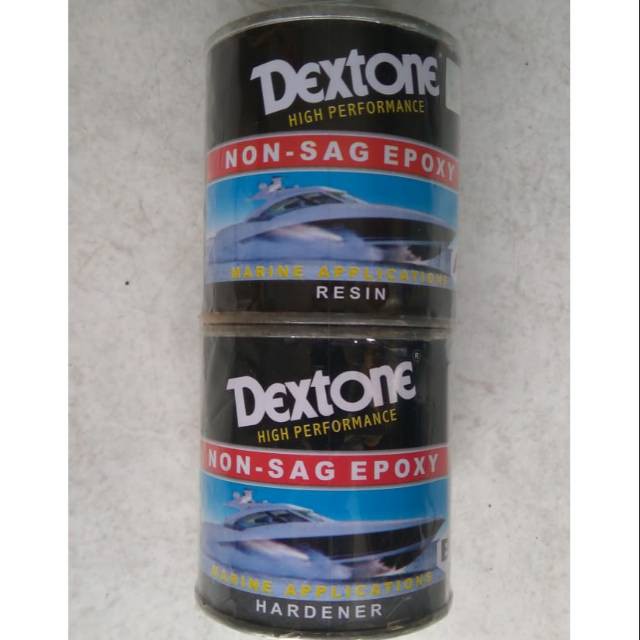 Dextone
HIGH PERFORMANCE
NON-SAG EPOXY
MARINE APPLICATIONS
RESIN
Dextone®
HIGH PERFORMANCE
NON-SAG EPOXY
MARINE APPLICATIONS
HARDENER